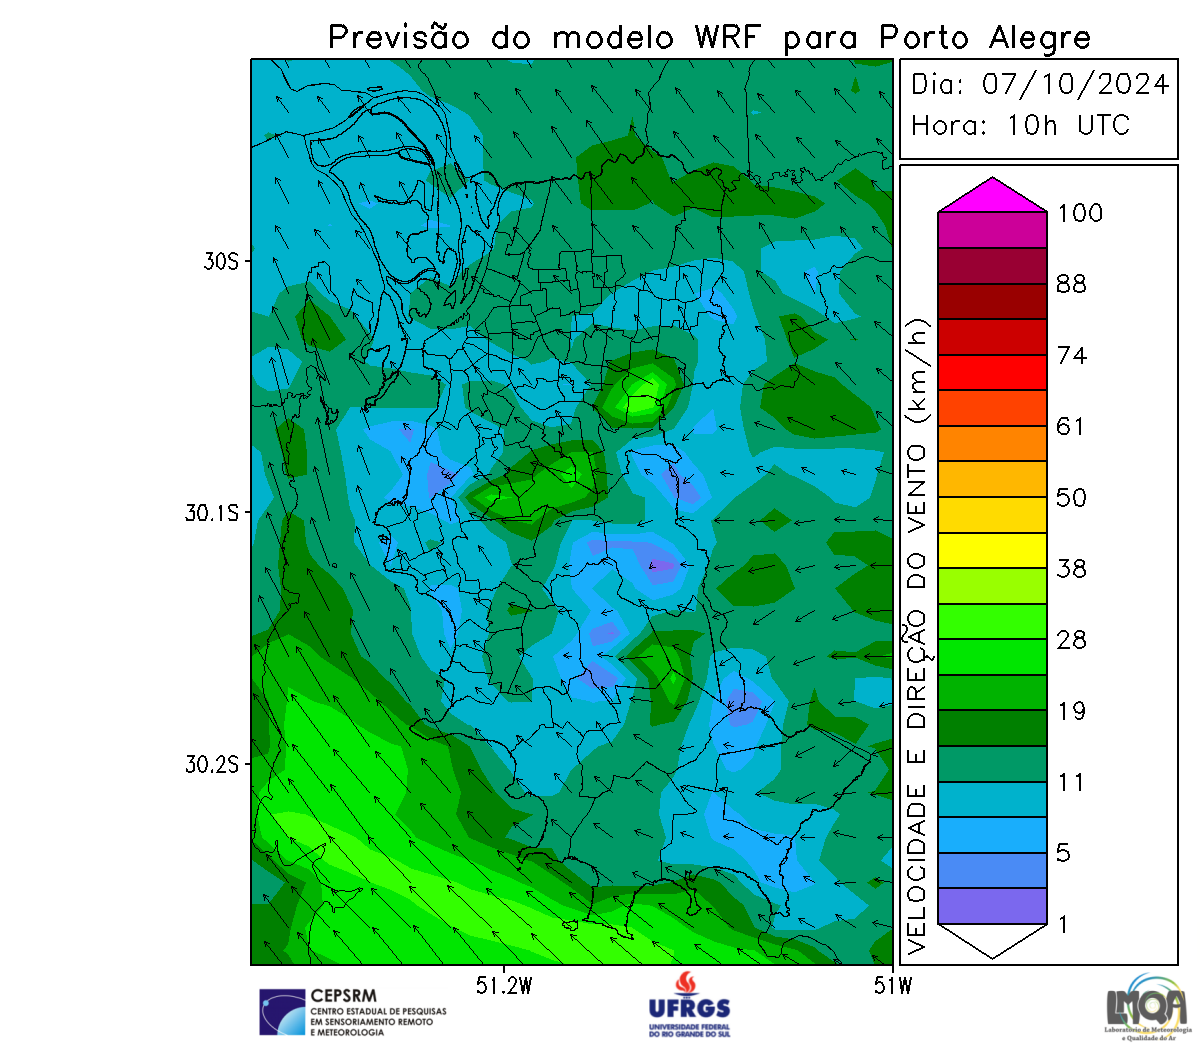 Previsão do modelo WRF para Porto Alegre
Dia: 07/10/2024
Hora: 10h UTC
30S
30.1S
30.2S
51.2W
51W
VELOCIDADE E DIREÇÃO DO VENTO (km/h)
100
88
74
61
50
38
28
19
11
5
1
CEPSRM
CENTRO ESTADUAL DE PESQUISAS
EM SENSORIAMENTO REMOTO
E METEOROLOGIA
UFRGS
UNIVERSIDADE FEDERAL
DO RIO GRANDE DO SUL
LMQA
Laboratório de Meteorologia
e Qualidade do Ar